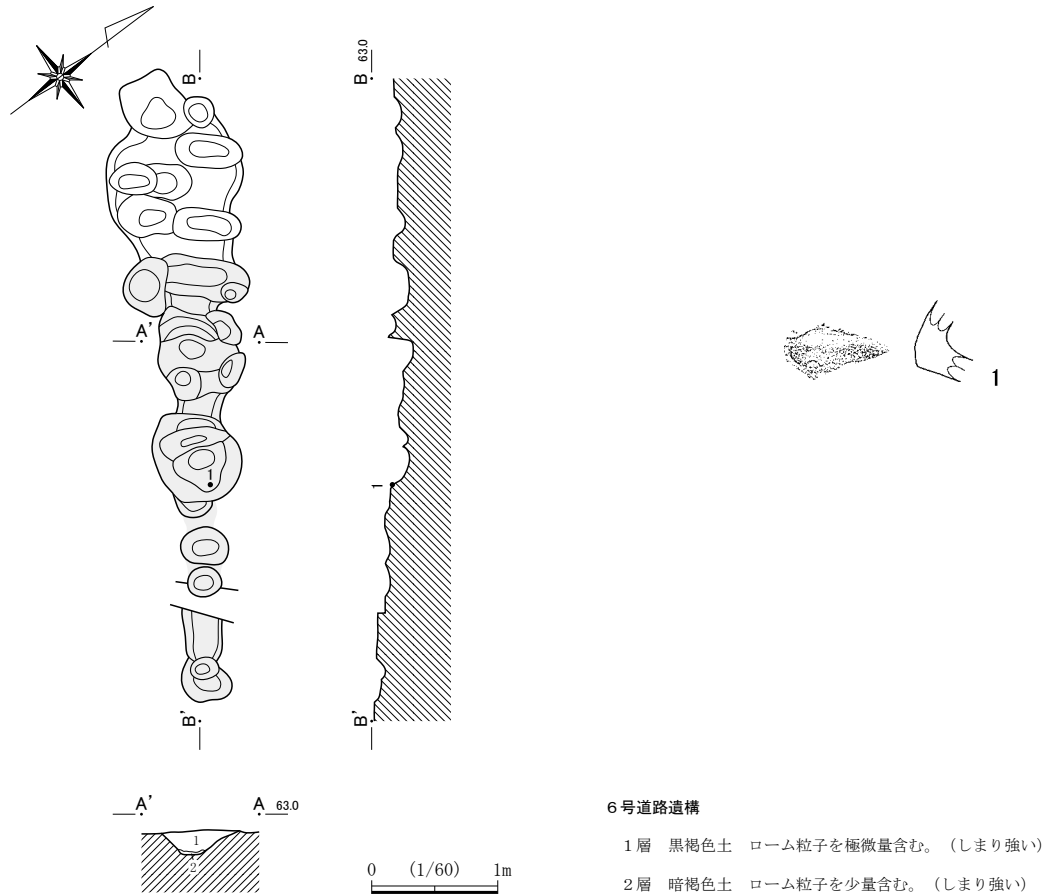 B
B 63.0
A' A
1
1
1
B'
B'
A' A 63.0
1
2
0 (1/60) 1m
6号道路遺構
1層 黒褐色土 ローム粒子を極微量含む。(しまり強い)
2層 暗褐色土 ローム粒子を少量含む。(しまり強い)